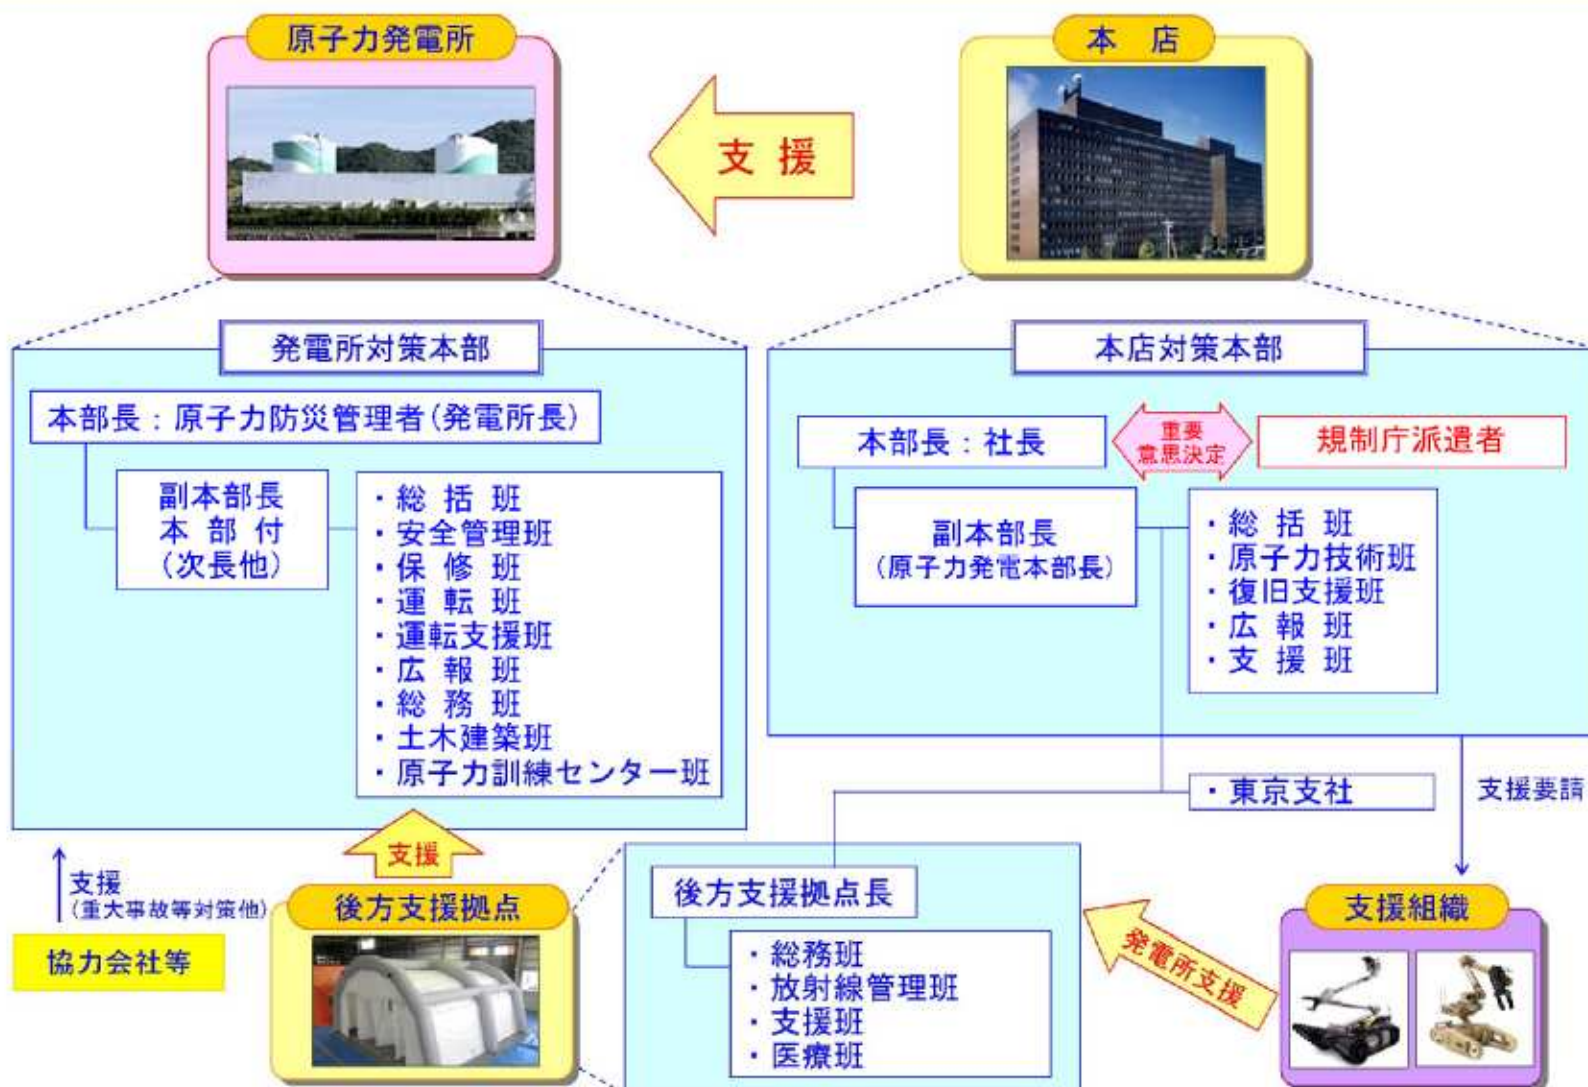 原子力発電所
本　店
支 援
発電所対策本部
本部長：原子力防災管理者(発電所長)
副本部長
本 部 付
(次長他)
・総 括 班
・安全管理班
・保 修 班
・運 転 班
・運転支援班
・広 報 班
・総 務 班
・土木建築班
・原子力訓練センター班
本店対策本部
本部長：社長
重要
意思決定
規制庁派遣者
副本部長
(原子力発電本部長)
・総 括 班
・原子力技術班
・復旧支援班
・広 報 班
・支 援 班
・東京支社
支援要請
支援
(重大事故等対策他)
協力会社等
支援
後方支援拠点
後方支援拠点長
・総務班
・放射線管理班
・支援班
・医療班
発電所支援
支援組織